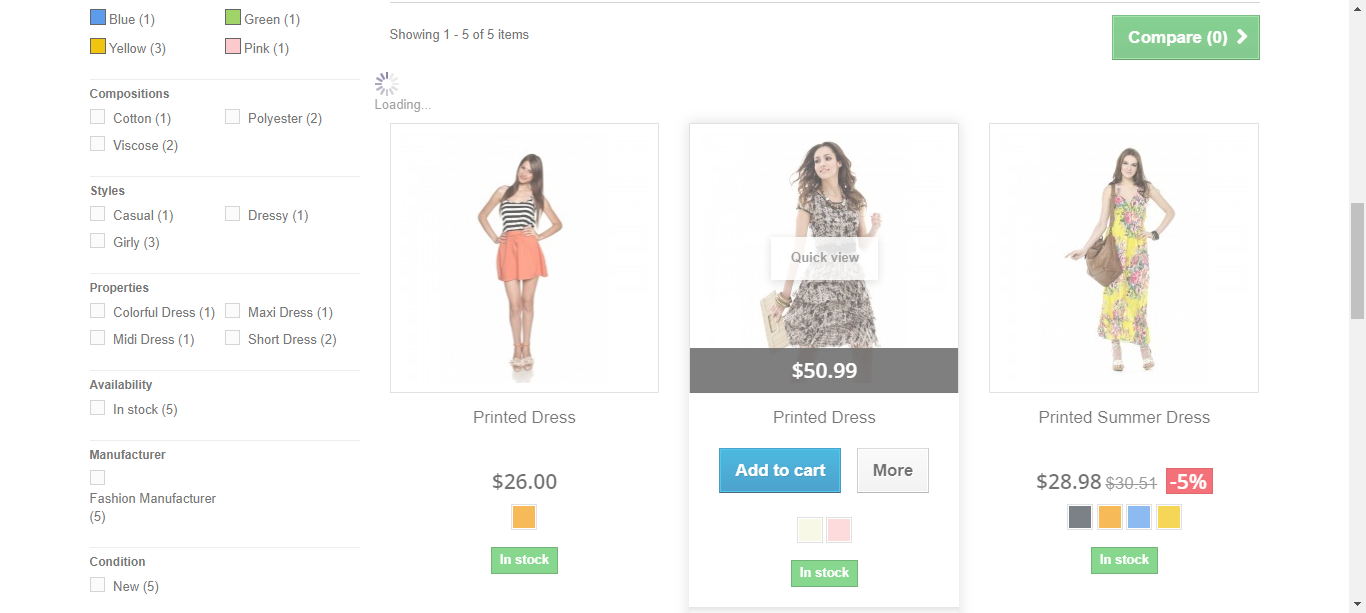 Blue (1)
Green (1)
Yellow (3)
Pink (1)
Compositions
Cotton (1)
Polyester (2)
Viscose (2)
Styles
Casual (1)
Dressy (1)
Girly (3)
Properties
Colorful Dress (1)
Maxi Dress (1)
Midi Dress (1)
Short Dress (2)
Availability
In stock (5)
Manufacturer
Fashion Manufacturer
(5)
Condition
New (5)
Showing 1 - 5 of 5 items
Compare (0)
Loading...
Printed Dress
$26.00
In stock
Quick view
$50.99
Printed Dress
Add to cart
More
In stock
Printed Summer Dress
$28.98 $30.51 -5%
In stock